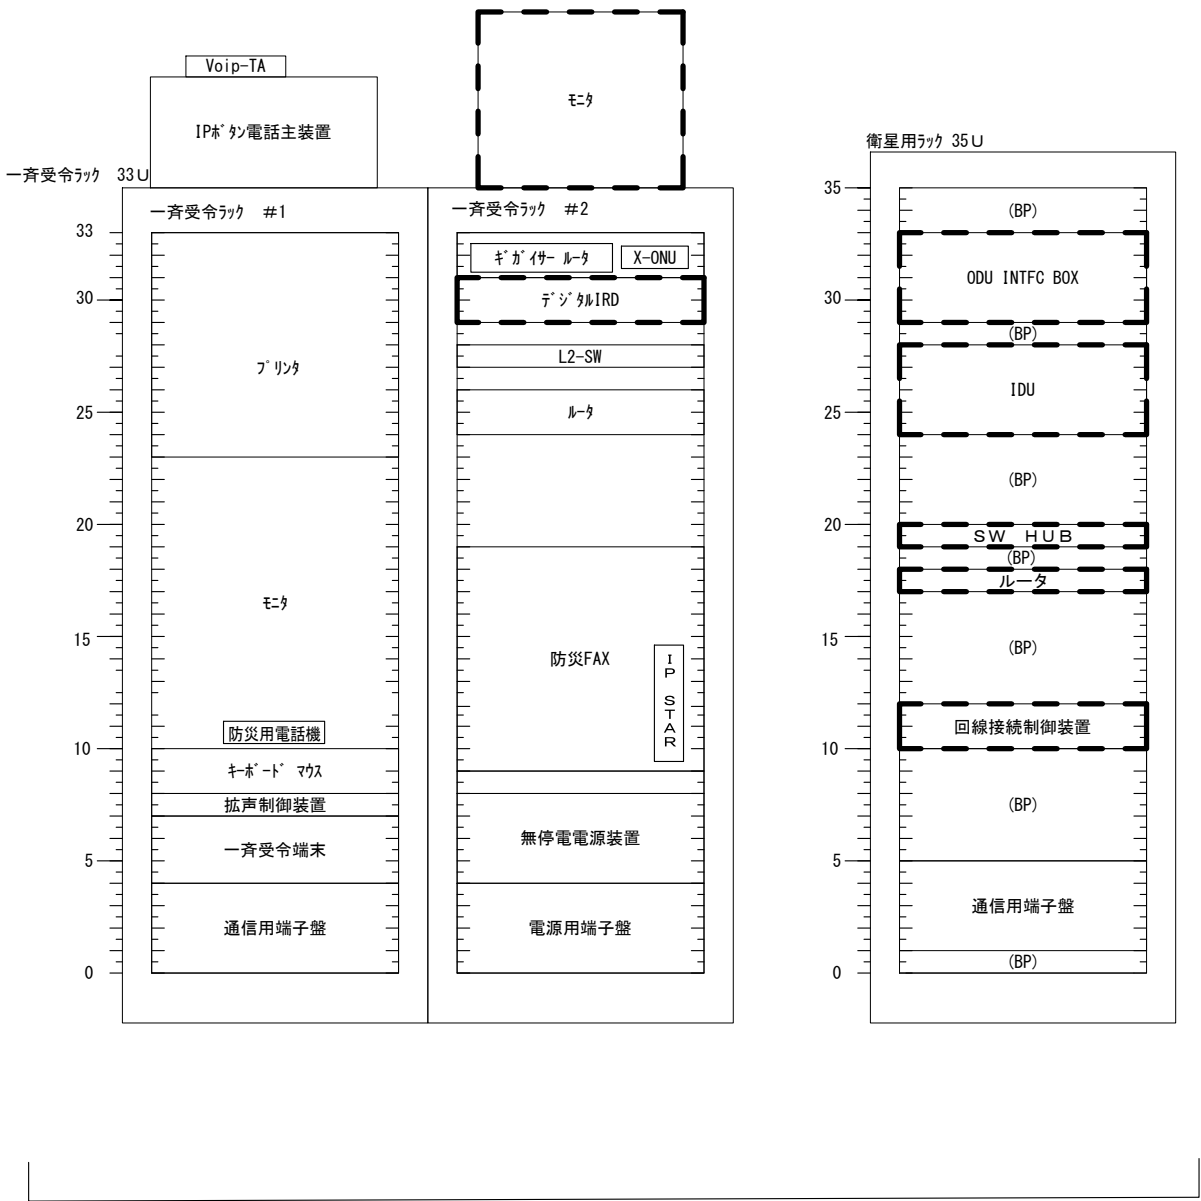 Voip-TA
IPﾎﾞﾀﾝ電話主装置
一斉受令ﾗｯｸ 33U
一斉受令ﾗｯｸ #1
33
30
25
20
15
10
5
0
ﾌﾟﾘﾝﾀ
ﾓﾆﾀ
防災用電話機
ｷｰﾎﾞｰﾄﾞ ﾏｳｽ
拡声制御装置
一斉受令端末
通信用端子盤
ﾓﾆﾀ
一斉受令ﾗｯｸ #2
ｷﾞｶﾞｲｻｰ ﾙｰﾀ
X-ONU
ﾃﾞｼﾞﾀﾙIRD
L2-SW
ﾙｰﾀ
防災FAX
IP STAR
無停電電源装置
電源用端子盤
衛星用ﾗｯｸ 35U
35
30
25
20
15
10
5
0
(BP)
ODU INTFC BOX
(BP)
IDU
(BP)
ＳＷ　ＨＵＢ
(BP)
ルータ
(BP)
回線接続制御装置
(BP)
通信用端子盤
(BP)